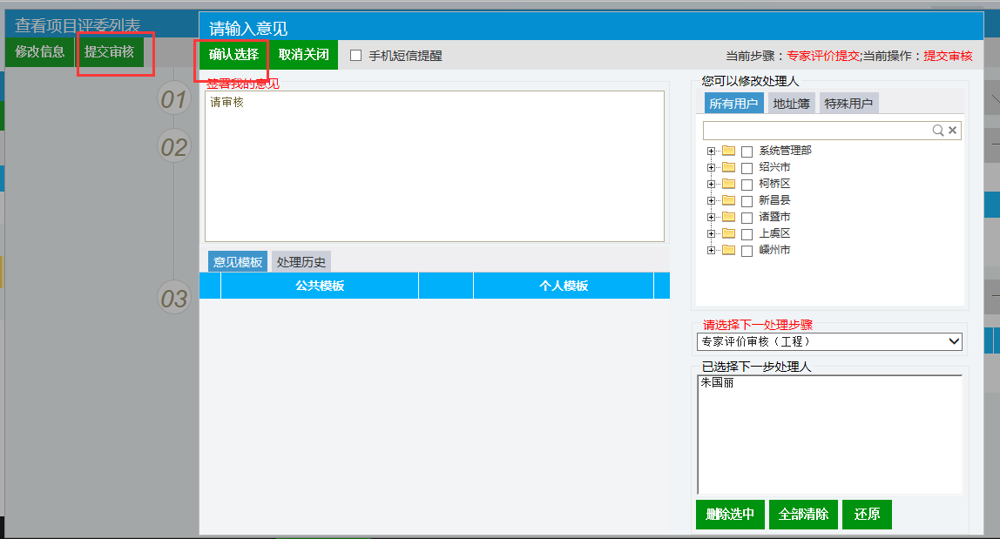 查看项目评委列表
修改信息
提交审核
01
02
03
请输入意见
确认选择
取消关闭
手机短信提醒
当前步骤：专家评价提交;当前操作：提交审核
签署我的意见
请审核
意见模板
处理历史
公共模板
个人模板
您可以修改处理人
所有用户
地址簿
特殊用户
系统管理部
绍兴市
柯桥区
新昌县
诸暨市
上虞区
嵊州市
请选择下一处理步骤
专家评价审核（工程）
已选择下一步处理人
朱国丽
删除选中
全部清除
还原